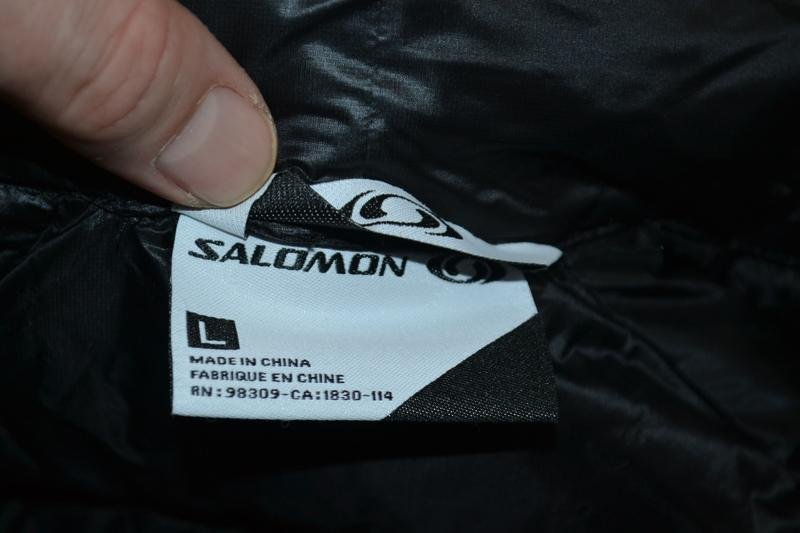 SALOMON
L
MADE IN CHINA
FABRIQUE EN CHINE
RN:98309-CA:1830-114